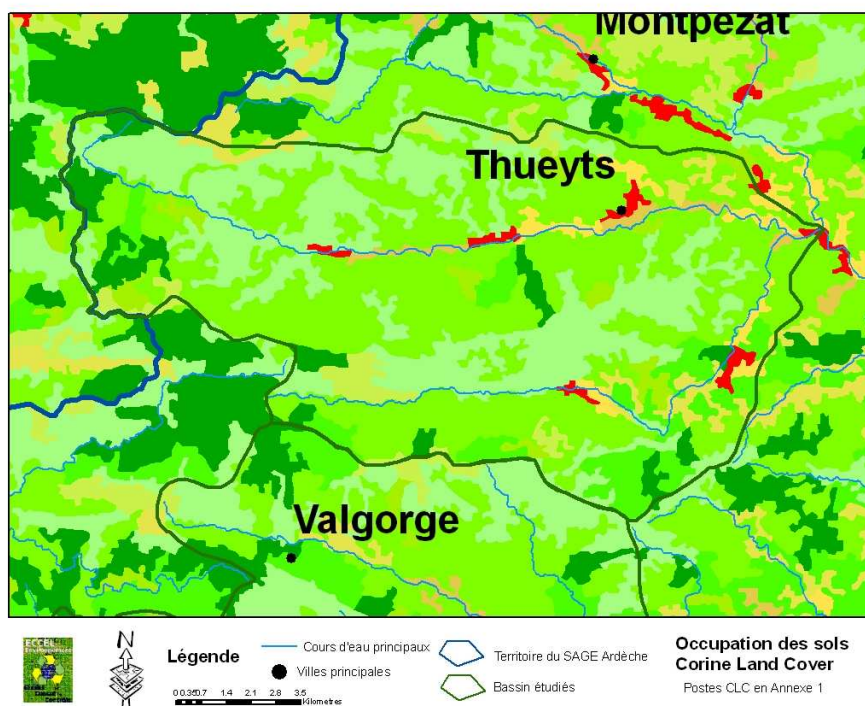 Montpezat
Thueyts
Valgorge
ECCEL
Environnement
N
Légende
Cours d'eau principaux
Villes principales
0 0.35 0.7 1.4 2.1 2.8 3.5
Kilometres
Territoire du SAGE Ardèche
Bassin étudiés
Occupation des sols
Corine Land Cover
Postes CLC en Annexe 1